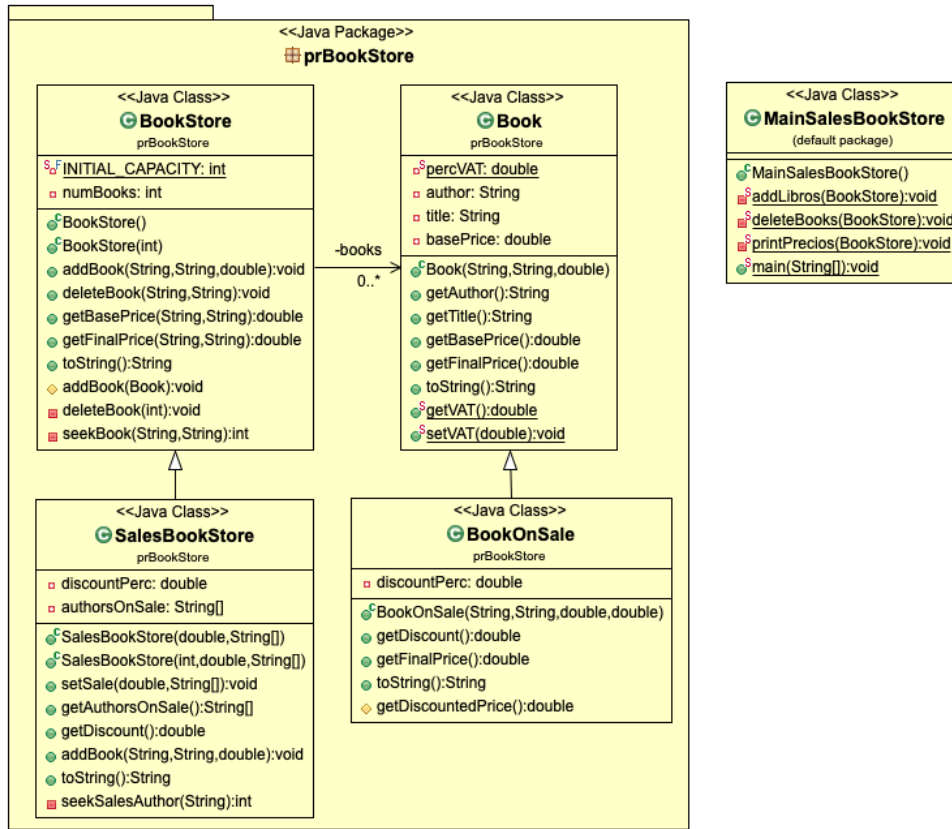 <<Java Package>>
prBookStore
<<Java Class>>
BookStore
prBookStore
INITIAL_CAPACITY: int
numBooks: int
BookStore()
BookStore(int)
addBook(String,String,double):void
deleteBook(String,String):void
getBasePrice(String,String):double
getFinalPrice(String,String):double
toString():String
addBook(Book):void
deleteBook(int):void
seekBook(String,String):int
-books
0..*
<<Java Class>>
Book
prBookStore
percVAT: double
author: String
title: String
basePrice: double
Book(String,String,double)
getAuthor():String
getTitle():String
getBasePrice():double
getFinalPrice():double
toString():String
getVAT():double
setVAT(double):void
<<Java Class>>
MainSalesBookStore
(default package)
MainSalesBookStore()
addLibros(BookStore):void
deleteBooks(BookStore):void
printPrecios(BookStore):void
main(String[]):void
<<Java Class>>
SalesBookStore
prBookStore
discountPerc: double
authorsOnSale: String[]
SalesBookStore(double,String[])
SalesBookStore(int,double,String[])
setSale(double,String[]):void
getAuthorsOnSale():String[]
getDiscount():double
addBook(String,String,double):void
toString():String
seekSalesAuthor(String):int
<<Java Class>>
BookOnSale
prBookStore
discountPerc: double
BookOnSale(String,String,double,double)
getDiscount():double
getFinalPrice():double
toString():String
getDiscountedPrice():double